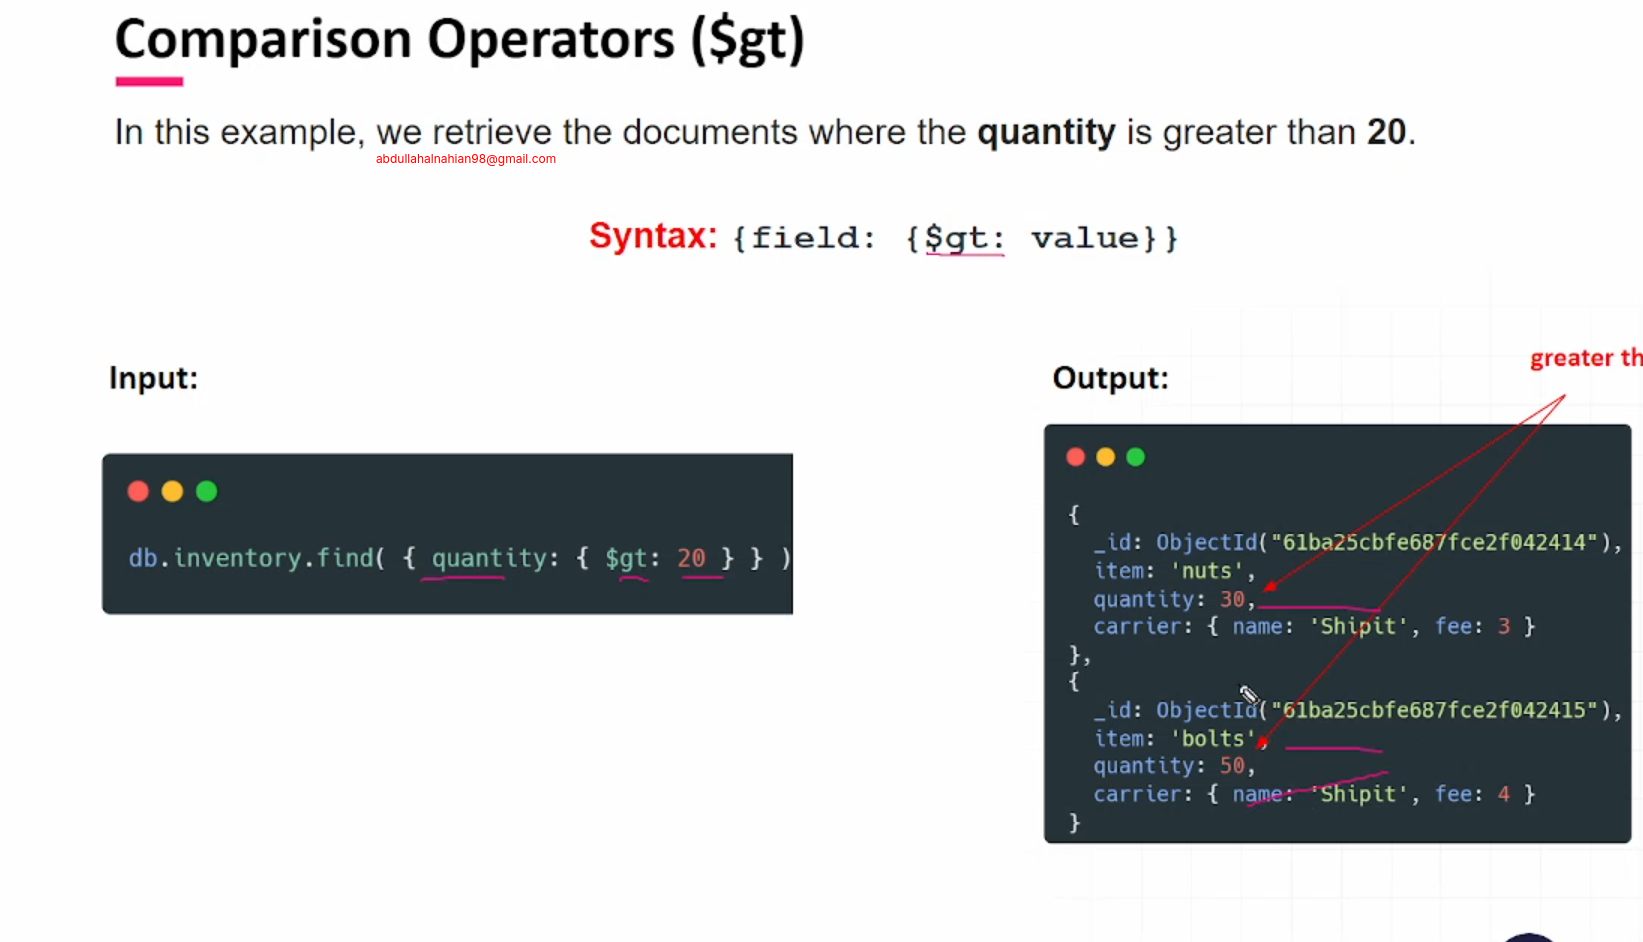 Comparison Operators ($gt)
In this example, we retrieve the documents where the quantity is greater than 20.
abdullahalnahian98@gmail.com
Syntax: {field: {$gt: value}}
Input:
db.inventory.find( { quantity: { $gt: 20 } } )
Output:
greater th
{
_id: ObjectId("61ba25cbfe687fce2f042414"),
item: 'nuts',
quantity: 30,
carrier: { name: 'Shipit', fee: 3 }
},
{
_id: ObjectId("61ba25cbfe687fce2f042415"),
item: 'bolts',
quantity: 50,
carrier: { name: 'Shipit', fee: 4 }
}